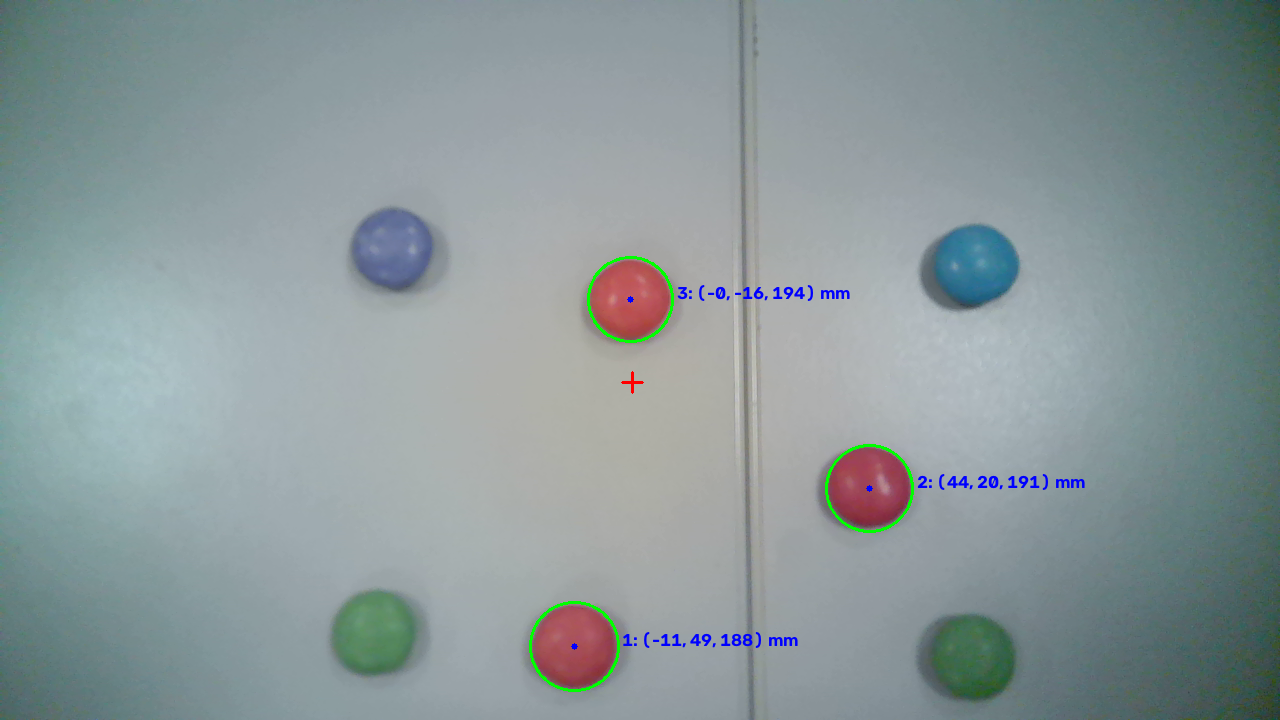 3: (-0, -16, 194) mm
2: (44, 20, 191) mm
1: (-11, 49, 188) mm